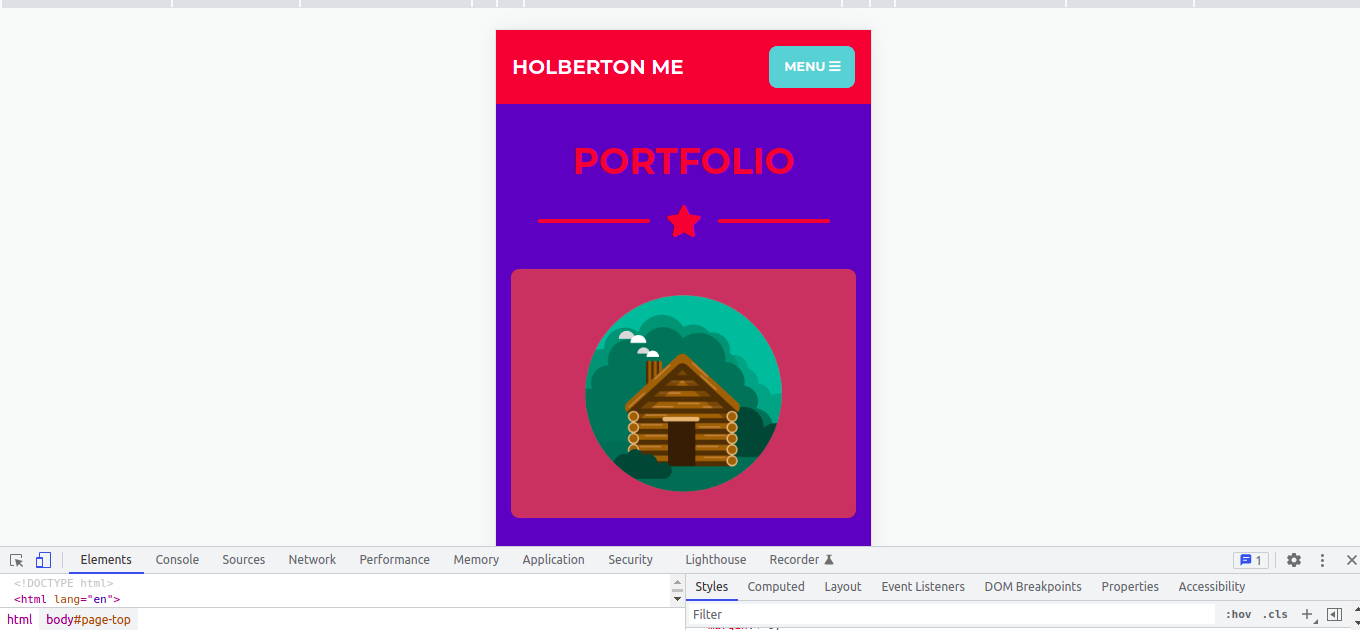 HOLBERTON ME
MENU
PORTFOLIO
Elements Console Sources Network Performance Memory Application Security Lighthouse Recorder 1
<!DOCTYPE html>
<html lang="en">
html body#page-top
Styles Computed Layout Event Listeners DOM Breakpoints Properties Accessibility
Filter :hov .cls